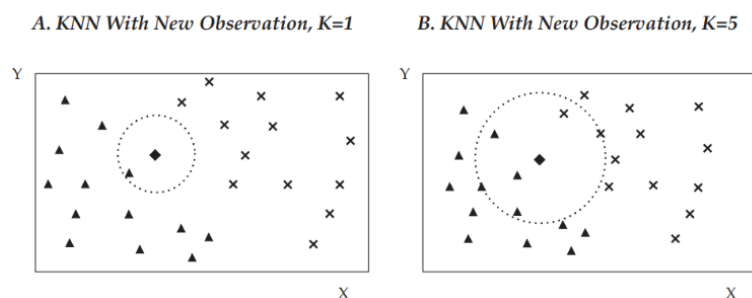 A. KNN With New Observation, K=1
B. KNN With New Observation, K=5
Y
Y
X
X